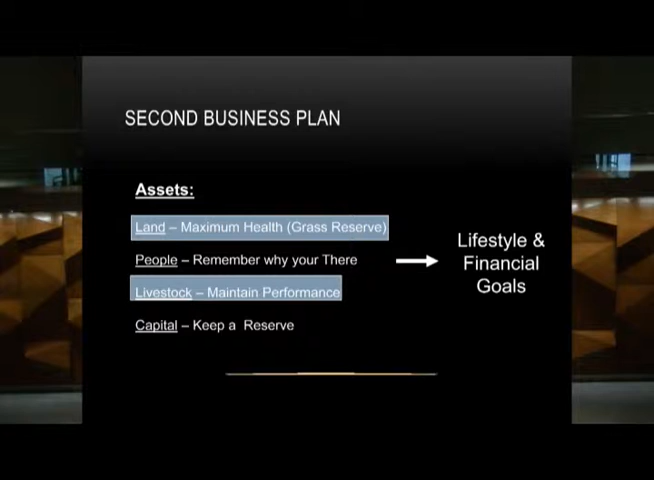 SECOND BUSINESS PLAN
Assets:
Land – Maximum Health (Grass Reserve)
People – Remember why your There
Livestock – Maintain Performance
Capital – Keep a  Reserve
Lifestyle &
Financial
Goals